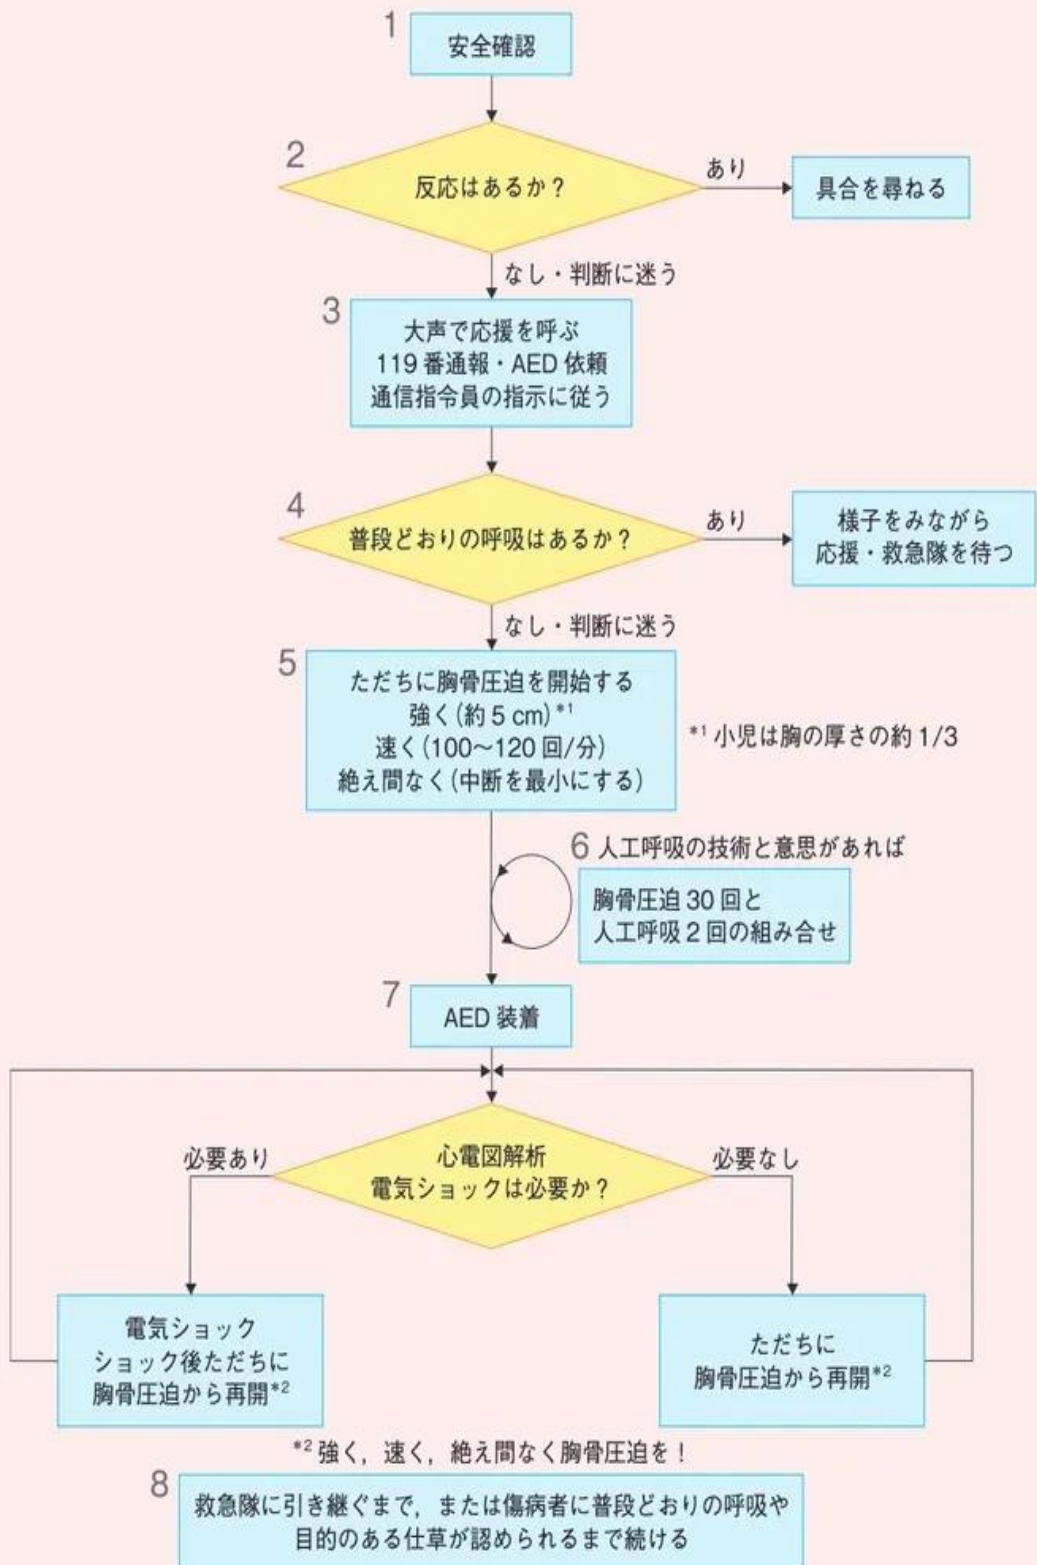 1
安全確認
2
反応はあるか？
あり
具合を尋ねる
なし・判断に迷う
3
大声で応援を呼ぶ
119番通報・AED依頼
通信指令員の指示に従う
4
普段どおりの呼吸はあるか？
あり
様子をみながら
応援・救急隊を待つ
なし・判断に迷う
5
ただちに胸骨圧迫を開始する
強く(約5 cm)*1
速く(100～120回/分)
絶え間なく(中断を最小にする)
*1 小児は胸の厚さの約1/3
6 人工呼吸の技術と意思があれば
胸骨圧迫30回と
人工呼吸2回の組み合せ
7
AED装着
必要あり
心電図解析
電気ショックは必要か？
必要なし
電気ショック
ショック後ただちに
胸骨圧迫から再開*2
ただちに
胸骨圧迫から再開*2
*2 強く，速く，絶え間なく胸骨圧迫を！
8
救急隊に引き継ぐまで，または傷病者に普段どおりの呼吸や
目的のある仕草が認められるまで続ける